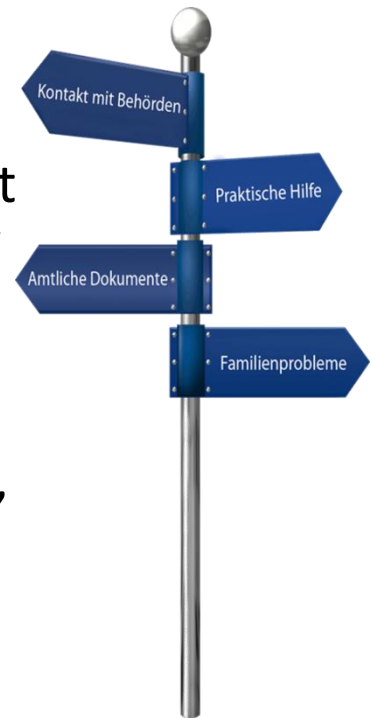 Kontakt mit Behörden
t
Praktische Hilfe
Amtliche Dokumente
Familienprobleme
,